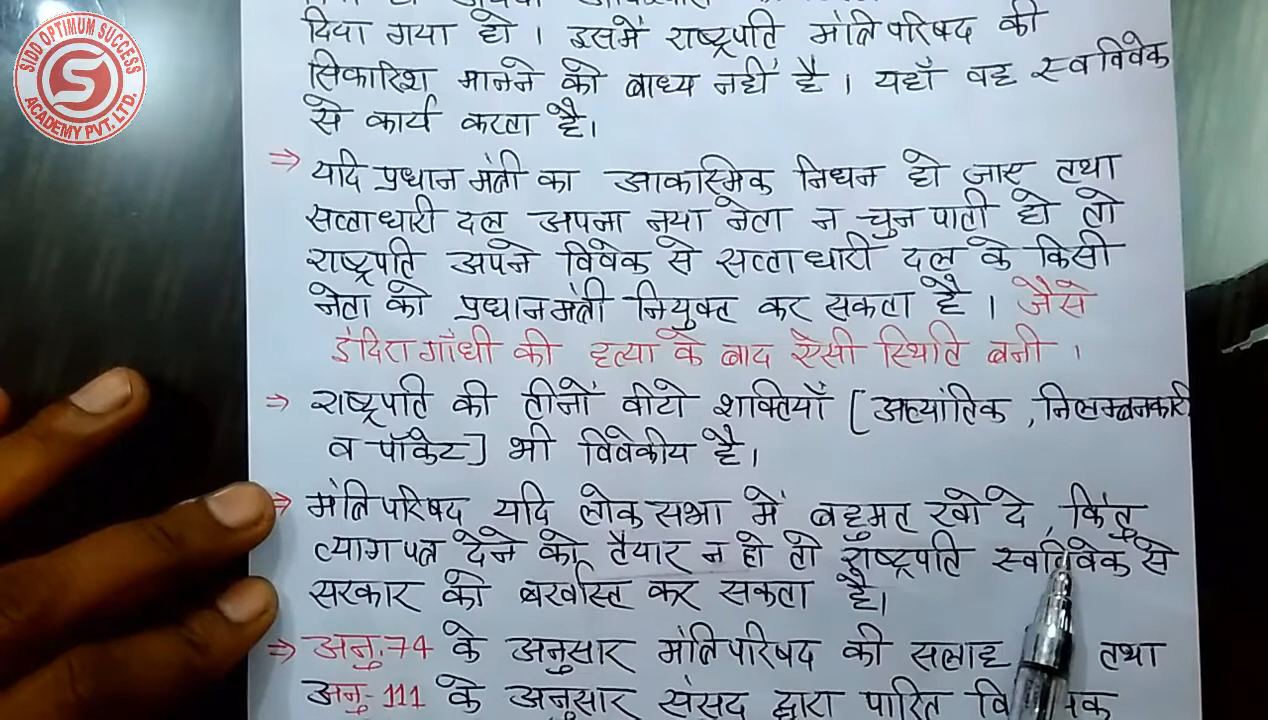 SIDD OPTIMUM SUCCESS
S
ACADEMY PVT. LTD.
दिया गया हो । इसमें राष्ट्रपति मंत्रिपरिषद की
सिफारिश मानने को बाध्य नहीं है । यहाँ वह स्वविवेक
से कार्य करता है।
⇒ यदि प्रधानमंत्री का आकस्मिक निधन हो जाए तथा
सत्ताधारी दल अपना नया नेता न चुन पाती हो तो
राष्ट्रपति अपने विवेक से सत्ताधारी दल के किसी
नेता को प्रधानमंत्री नियुक्त कर सकता है । जैसे
इंदिरा गाँधी की हत्या के बाद ऐसी स्थिति बनी ।
⇒ राष्ट्रपति की तीनों वीटो शक्तियाँ [आत्यांतिक , निलम्बनकारी
व पॉकेट] भी विवेकीय है।
⇒ मंत्रिपरिषद यदि लोकसभा में बहुमत खो दे , किंतु
त्यागपत्र देने को तैयार न हो तो राष्ट्रपति स्वविवेक से
सरकार को बर्खास्त कर सकता है।
⇒ अनु.74 के अनुसार मंत्रिपरिषद की सलाह तथा
अनु-111 के अनुसार संसद द्वारा पारित